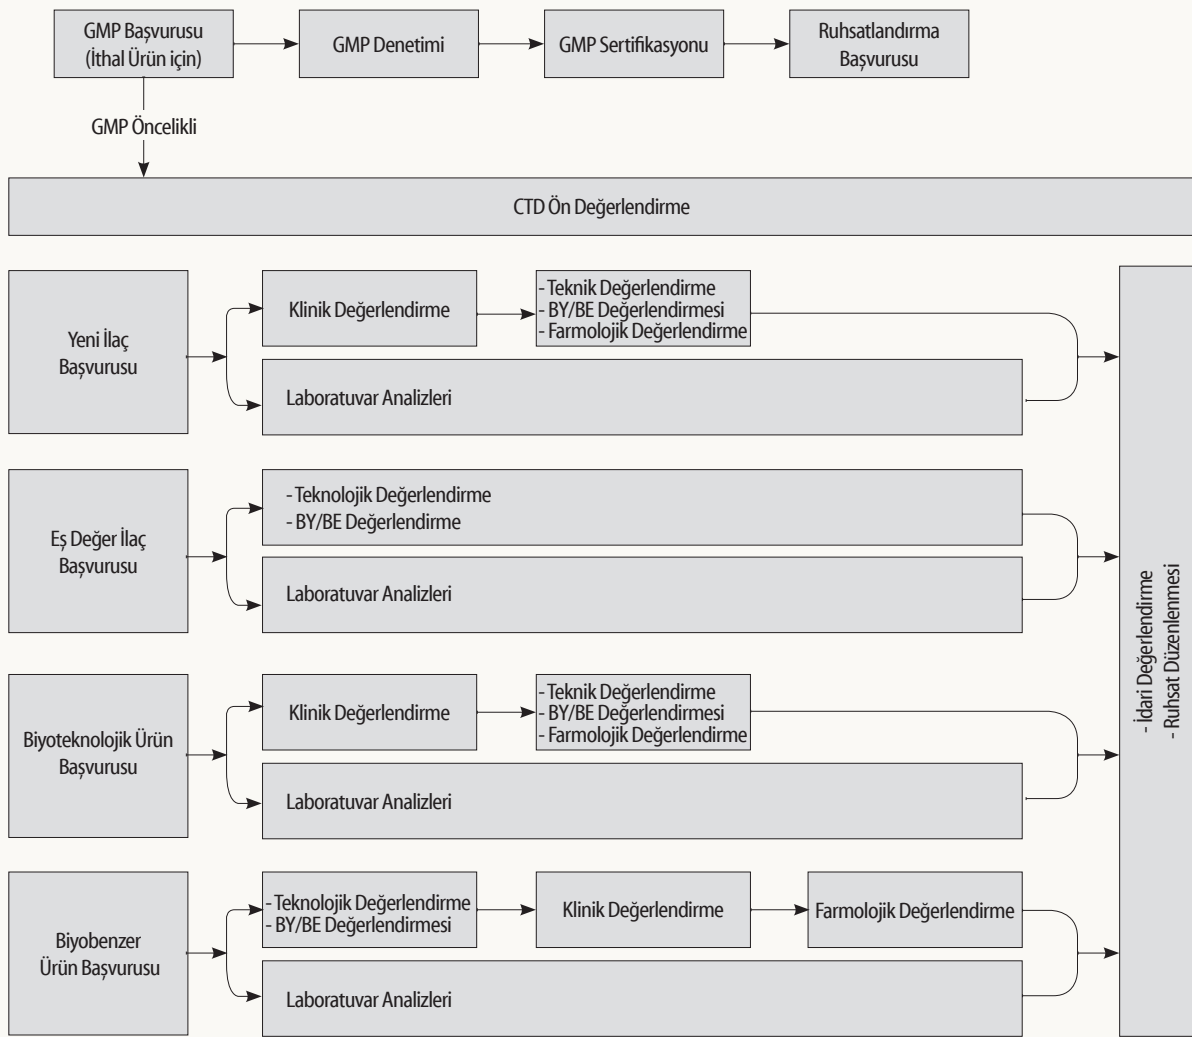 GMP Başvurusu
(İthal Ürün için)
GMP Denetimi
GMP Sertifikasyonu
Ruhsatlandırma
Başvurusu
GMP Öncelikli
CTD Ön Değerlendirme
Yeni İlaç
Başvurusu
Klinik Değerlendirme
- Teknik Değerlendirme
- BY/BE Değerlendirmesi
- Farmolojik Değerlendirme
Laboratuvar Analizleri
Eş Değer İlaç
Başvurusu
- Teknolojik Değerlendirme
- BY/BE Değerlendirme
Laboratuvar Analizleri
Biyoteknolojik Ürün
Başvurusu
Klinik Değerlendirme
- Teknik Değerlendirme
- BY/BE Değerlendirmesi
- Farmolojik Değerlendirme
Laboratuvar Analizleri
Biyobenzer
Ürün Başvurusu
- Teknolojik Değerlendirme
- BY/BE Değerlendirmesi
Klinik Değerlendirme
Farmolojik Değerlendirme
Laboratuvar Analizleri
- İdari Değerlendirme
- Ruhsat Düzenlenmesi